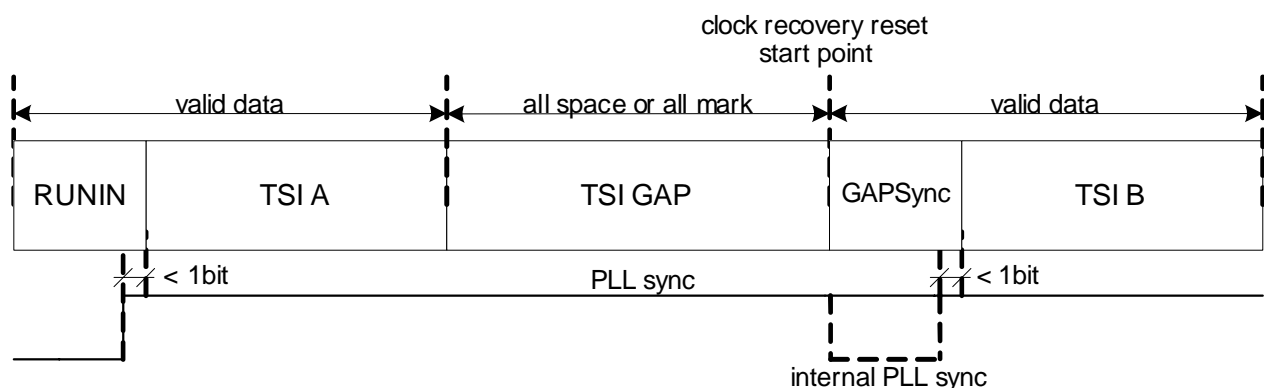 clock recovery reset
start point
valid data
all space or all mark
valid data
RUNIN
TSI A
TSI GAP
GAPSync
TSI B
< 1bit
PLL sync
< 1bit
internal PLL sync